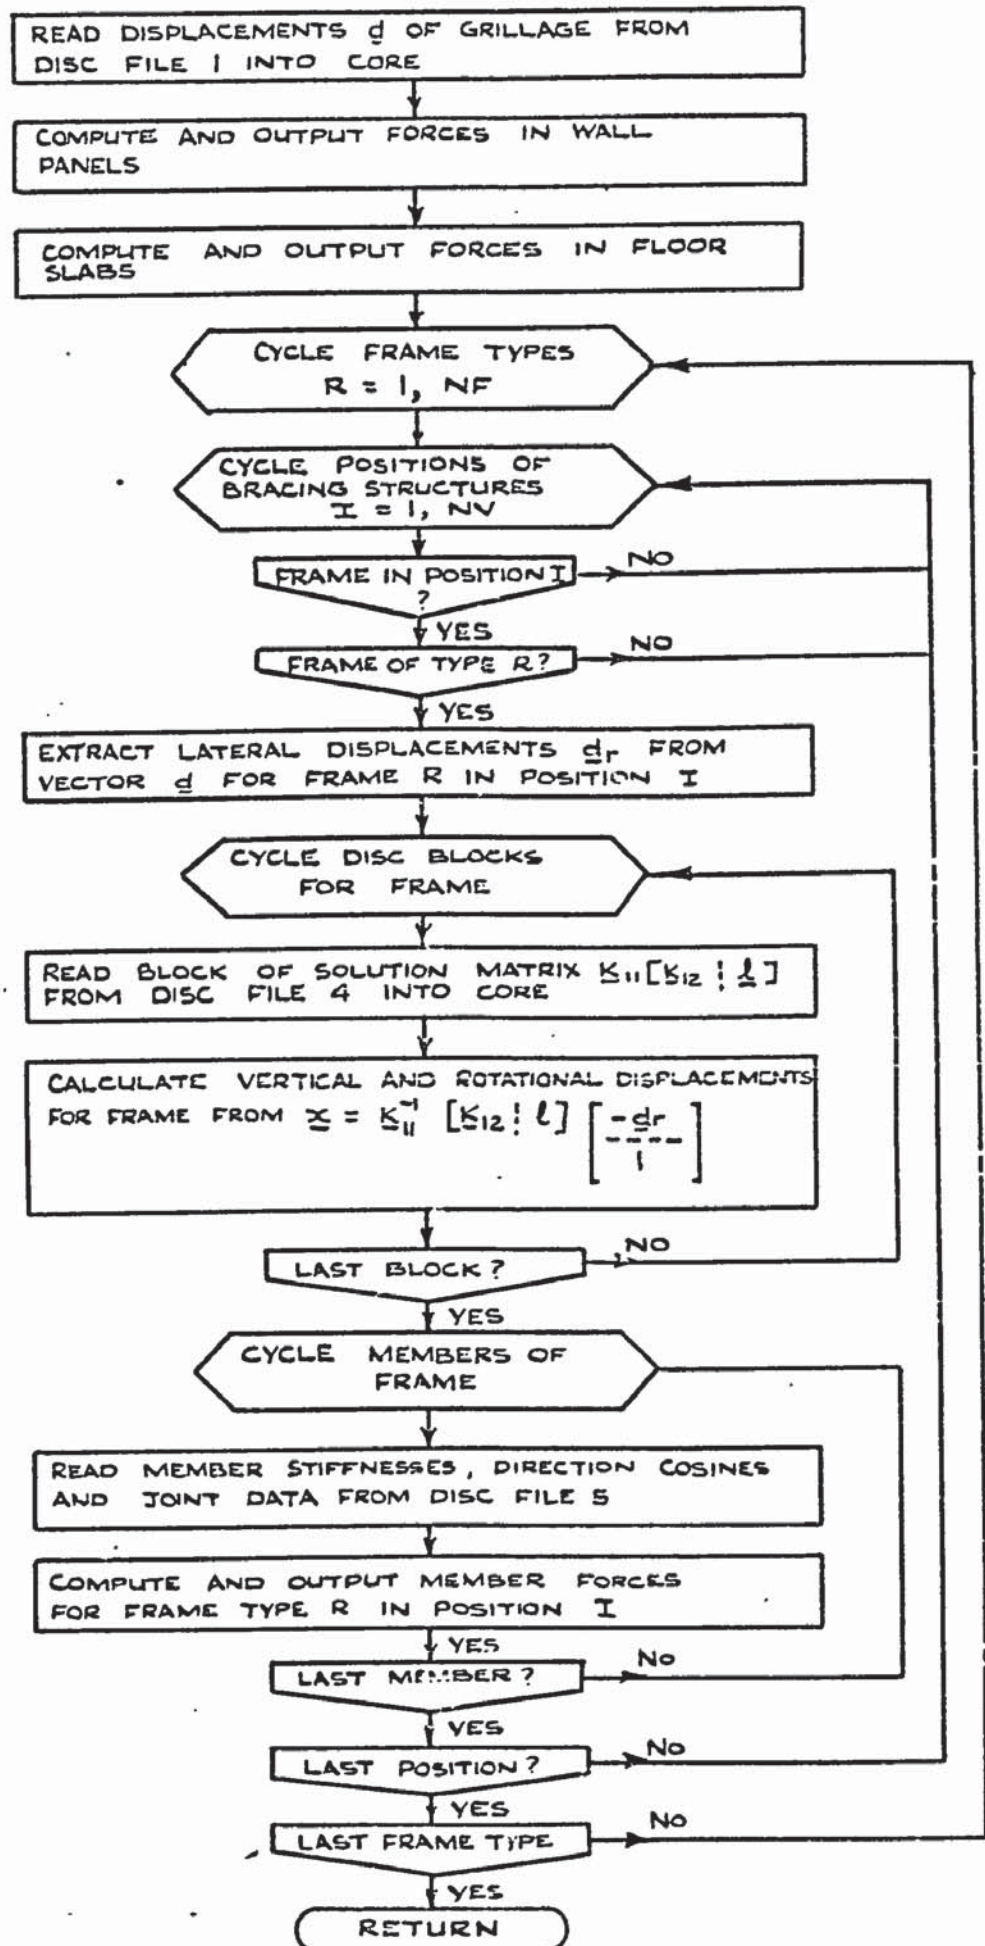 READ DISPLACEMENTS d OF GRILLAGE FROM
DISC FILE 1 INTO CORE
COMPUTE AND OUTPUT FORCES IN WALL
PANELS
COMPUTE AND OUTPUT FORCES IN FLOOR
SLABS
CYCLE FRAME TYPES
R = 1, NF
CYCLE POSITIONS OF
BRACING STRUCTURES
I = 1, NV
FRAME IN POSITION I
?
NO
YES
FRAME OF TYPE R?
NO
YES
EXTRACT LATERAL DISPLACEMENTS dr FROM
VECTOR d FOR FRAME R IN POSITION I
CYCLE DISC BLOCKS
FOR FRAME
READ BLOCK OF SOLUTION MATRIX K11[K12 ⋮ l]
FROM DISC FILE 4 INTO CORE
CALCULATE VERTICAL AND ROTATIONAL DISPLACEMENTS
FOR FRAME FROM x = K11^-1 [K12 ⋮ l] [-dr / 1]
LAST BLOCK?
NO
YES
CYCLE MEMBERS OF
FRAME
READ MEMBER STIFFNESSES, DIRECTION COSINES
AND JOINT DATA FROM DISC FILE 5
COMPUTE AND OUTPUT MEMBER FORCES
FOR FRAME TYPE R IN POSITION I
YES
LAST MEMBER?
No
YES
LAST POSITION?
No
YES
LAST FRAME TYPE
No
YES
RETURN